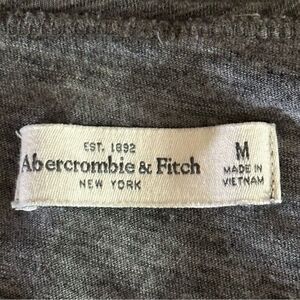 EST. 1892
Abercrombie & Fitch
NEW YORK
M
MADE IN
VIETNAM